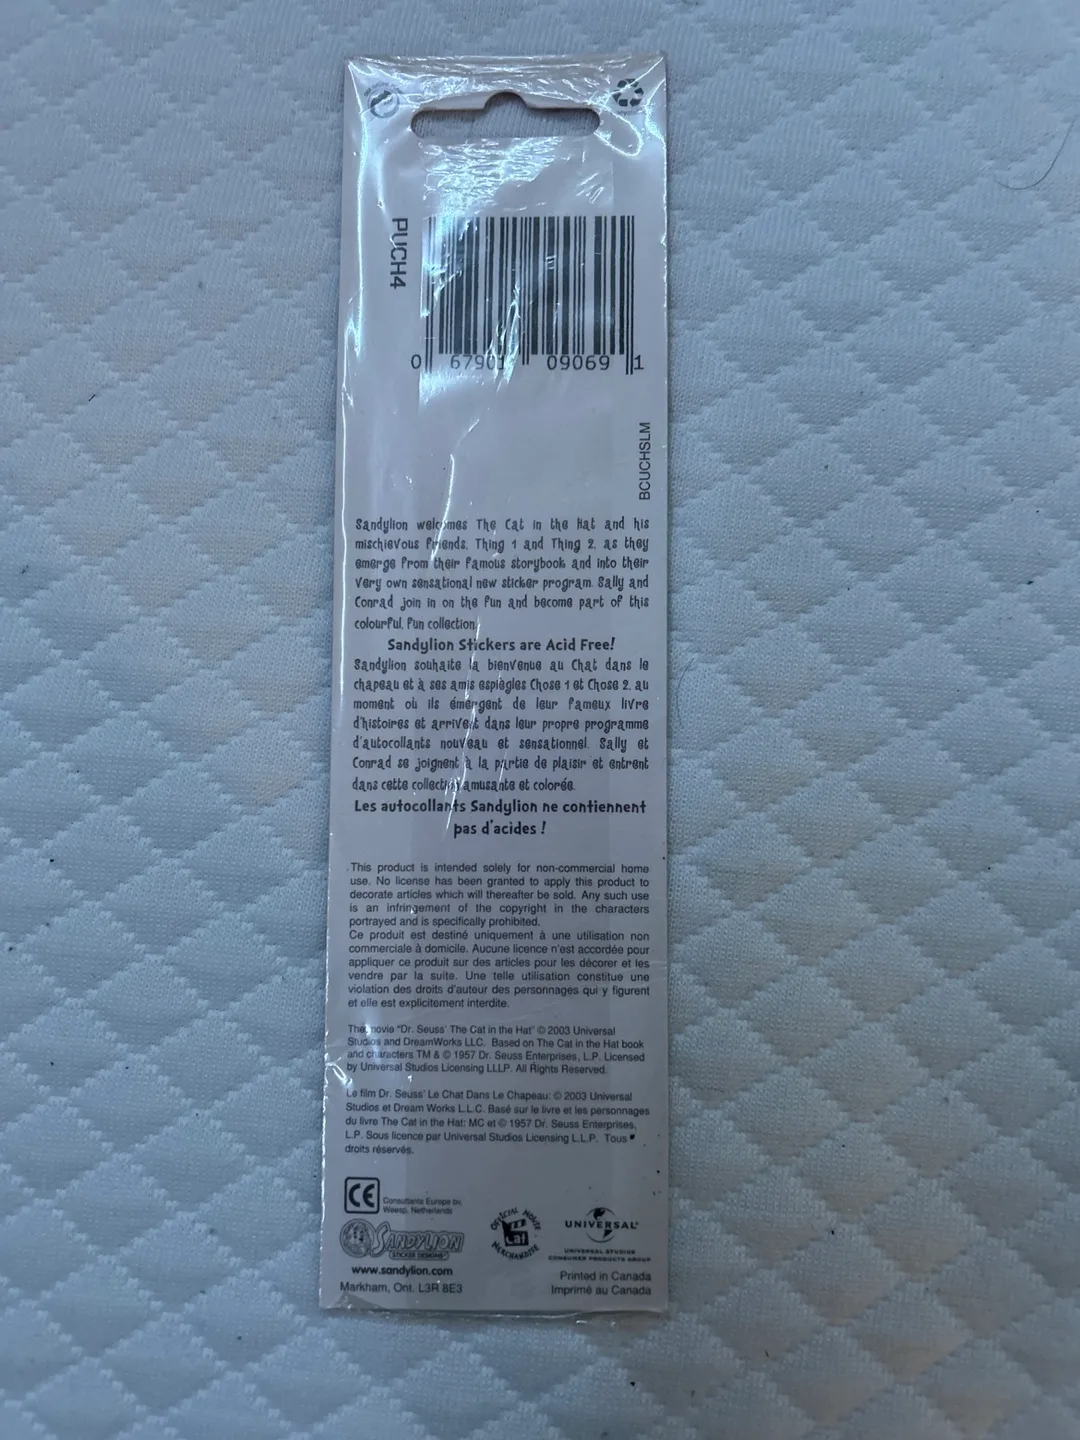 PUCH4
0 67901 09069 1
BCUCHSLM
Sandylion welcomes The Cat in the Hat and his
mischievous friends, Thing 1 and Thing 2, as they
emerge from their famous storybook and into their
very own sensational new sticker program. Sally and
Conrad join in on the fun and become part of this
colourful, fun collection.
Sandylion Stickers are Acid Free!
Sandylion souhaite la bienvenue au Chat dans le
chapeau et à ses amis espiègles Chose 1 et Chose 2, au
moment où ils émergent de leur fameux livre
d'histoires et arrivent dans leur propre programme
d'autocollants nouveau et sensationnel. Sally et
Conrad se joignent à la partie de plaisir et entrent
dans cette collection amusante et colorée.
Les autocollants Sandylion ne contiennent
pas d'acides !
This product is intended solely for non-commercial home
use. No license has been granted to apply this product to
decorate articles which will thereafter be sold. Any such use
is an infringement of the copyright in the characters
portrayed and is specifically prohibited.
Ce produit est destiné uniquement à une utilisation non
commerciale à domicile. Aucune licence n'est accordée pour
appliquer ce produit sur des articles pour les décorer et les
vendre par la suite. Une telle utilisation constitue une
violation des droits d'auteur des personnages qui y figurent
et elle est explicitement interdite.
The movie "Dr. Seuss' The Cat in the Hat" © 2003 Universal
Studios and DreamWorks LLC. Based on The Cat in the Hat book
and characters TM & © 1957 Dr. Seuss Enterprises, L.P. Licensed
by Universal Studios Licensing LLLP. All Rights Reserved.
Le film Dr. Seuss' Le Chat Dans Le Chapeau: © 2003 Universal
Studios et Dream Works L.L.C. Basé sur le livre et les personnages
du livre The Cat in the Hat: MC et © 1957 Dr. Seuss Enterprises,
L.P. Sous licence par Universal Studios Licensing L.L.P. Tous
droits réservés.
CE
Consultants Europe bv,
Weesp, Netherlands
SANDYLION
STICKER DESIGNS
www.sandylion.com
Markham, Ont. L3R 8E3
OFFICIAL MOVIE
Cat
MERCHANDISE
UNIVERSAL
UNIVERSAL STUDIOS
CONSUMER PRODUCTS GROUP
Printed in Canada
Imprimé au Canada